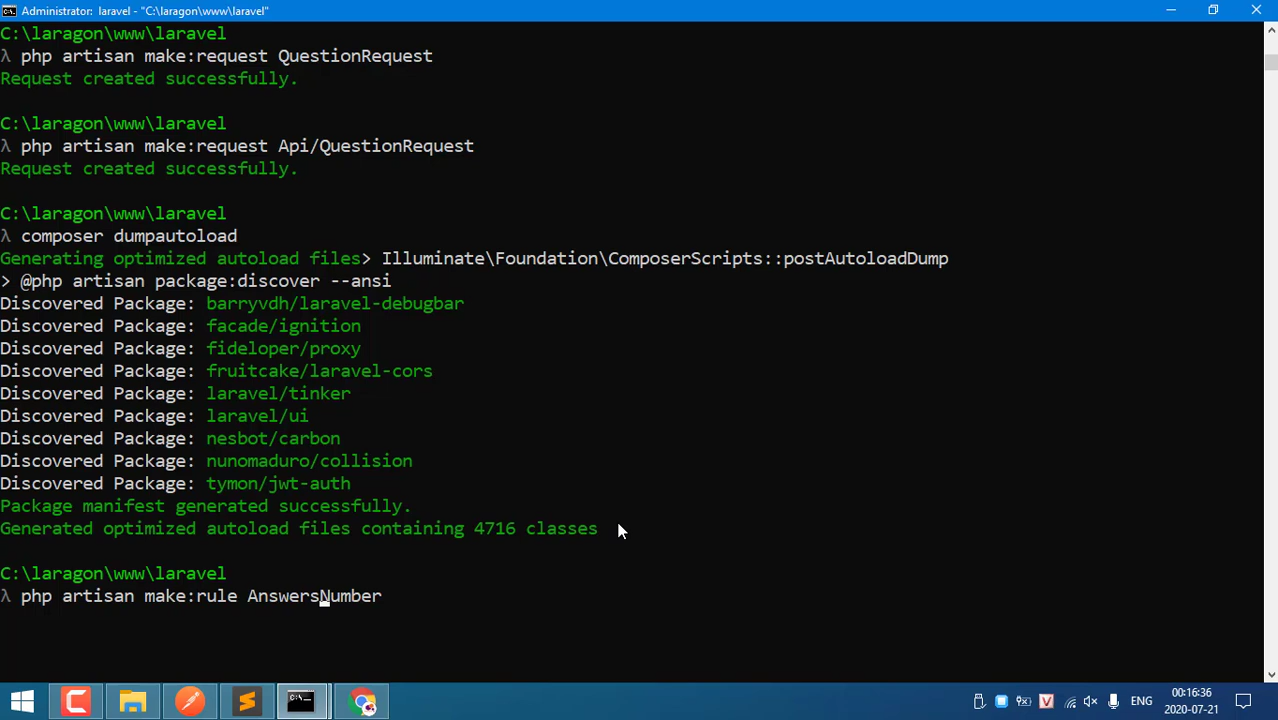 Administrator: laravel - "C:\laragon\www\laravel"
C:\laragon\www\laravel
λ php artisan make:request QuestionRequest
Request created successfully.
C:\laragon\www\laravel
λ php artisan make:request Api/QuestionRequest
Request created successfully.
C:\laragon\www\laravel
λ composer dumpautoload
Generating optimized autoload files> Illuminate\Foundation\ComposerScripts::postAutoloadDump
> @php artisan package:discover --ansi
Discovered Package: barryvdh/laravel-debugbar
Discovered Package: facade/ignition
Discovered Package: fideloper/proxy
Discovered Package: fruitcake/laravel-cors
Discovered Package: laravel/tinker
Discovered Package: laravel/ui
Discovered Package: nesbot/carbon
Discovered Package: nunomaduro/collision
Discovered Package: tymon/jwt-auth
Package manifest generated successfully.
Generated optimized autoload files containing 4716 classes
C:\laragon\www\laravel
λ php artisan make:rule AnswersNumber
ENG
00:16:36
2020-07-21